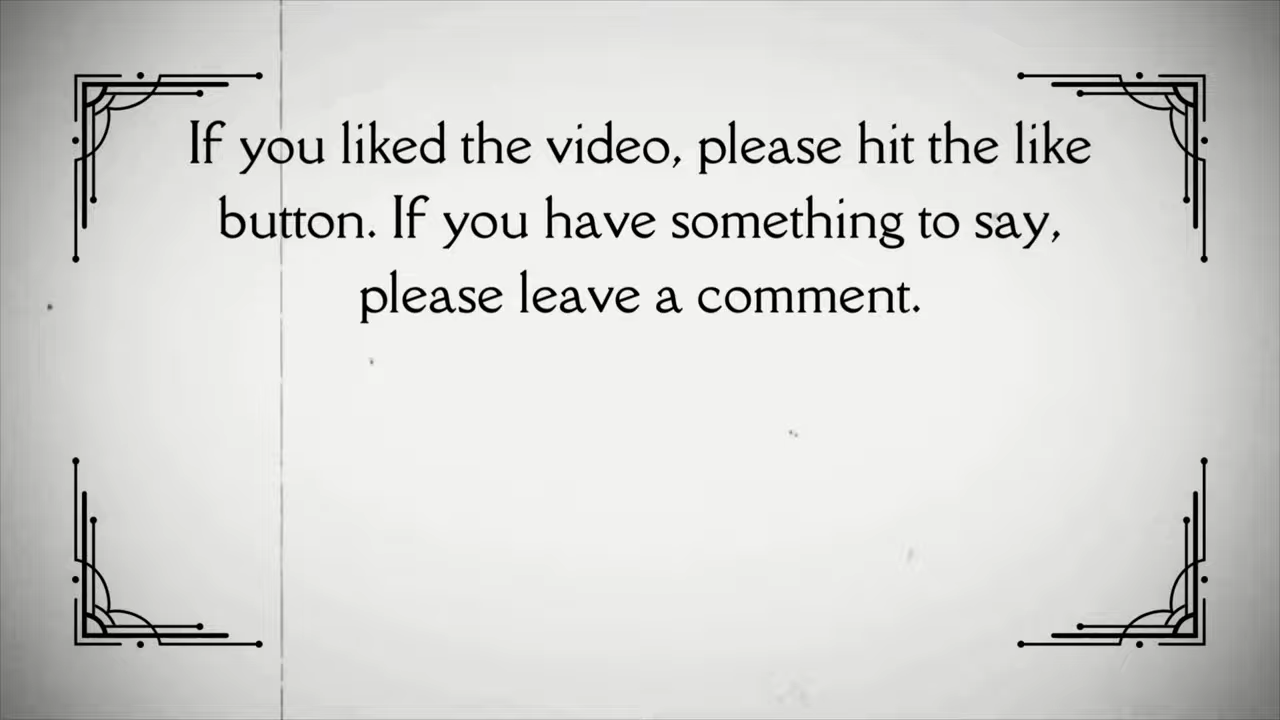 If you liked the video, please hit the like
button. If you have something to say,
please leave a comment.